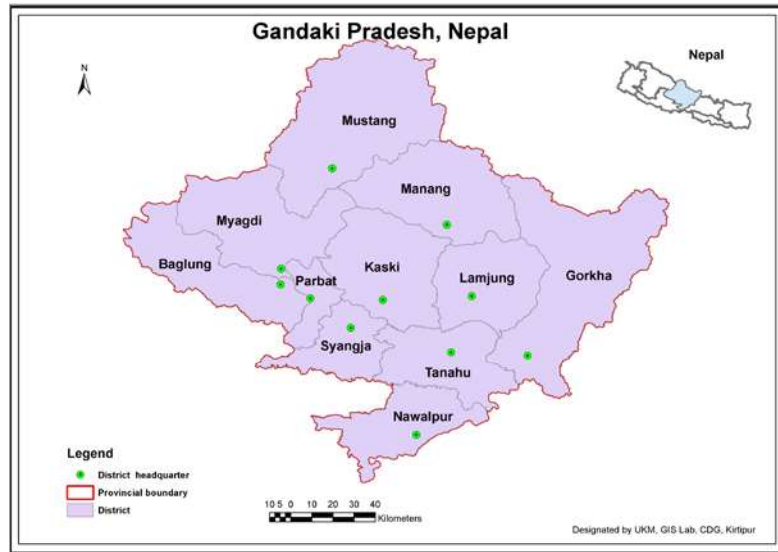 Gandaki Pradesh, Nepal
N
Nepal
Mustang
Manang
Myagdi
Baglung
Parbat
Kaski
Lamjung
Gorkha
Syangja
Tanahu
Nawalpur
Legend
District headquarter
Provincial boundary
District
10 5 0 10 20 30 40
Kilometers
Designated by UKM, GIS Lab, CDG, Kirtipur